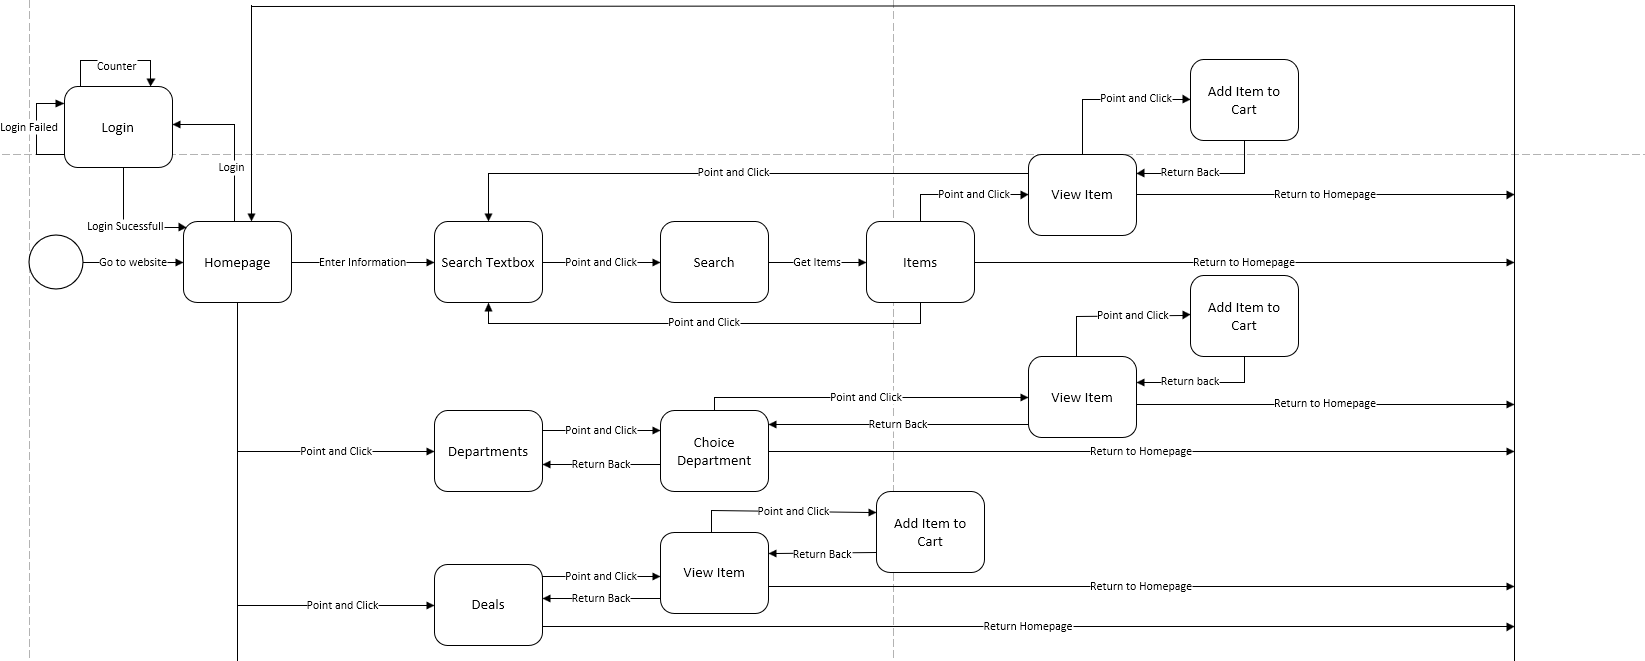 Counter
Add Item to
Cart
Point and Click
Login Failed
Login
Login
Point and Click
Return Back
View Item
Return to Homepage
Point and Click
Login Sucessfull
Go to website
Homepage
Enter Information
Search Textbox
Point and Click
Search
Get Items
Items
Return to Homepage
Point and Click
Add Item to
Cart
Point and Click
Return back
View Item
Return to Homepage
Point and Click
Return Back
Point and Click
Departments
Point and Click
Return Back
Choice
Department
Return to Homepage
Point and Click
Add Item to
Cart
Return Back
View Item
Return to Homepage
Point and Click
Deals
Point and Click
Return Back
Return Homepage